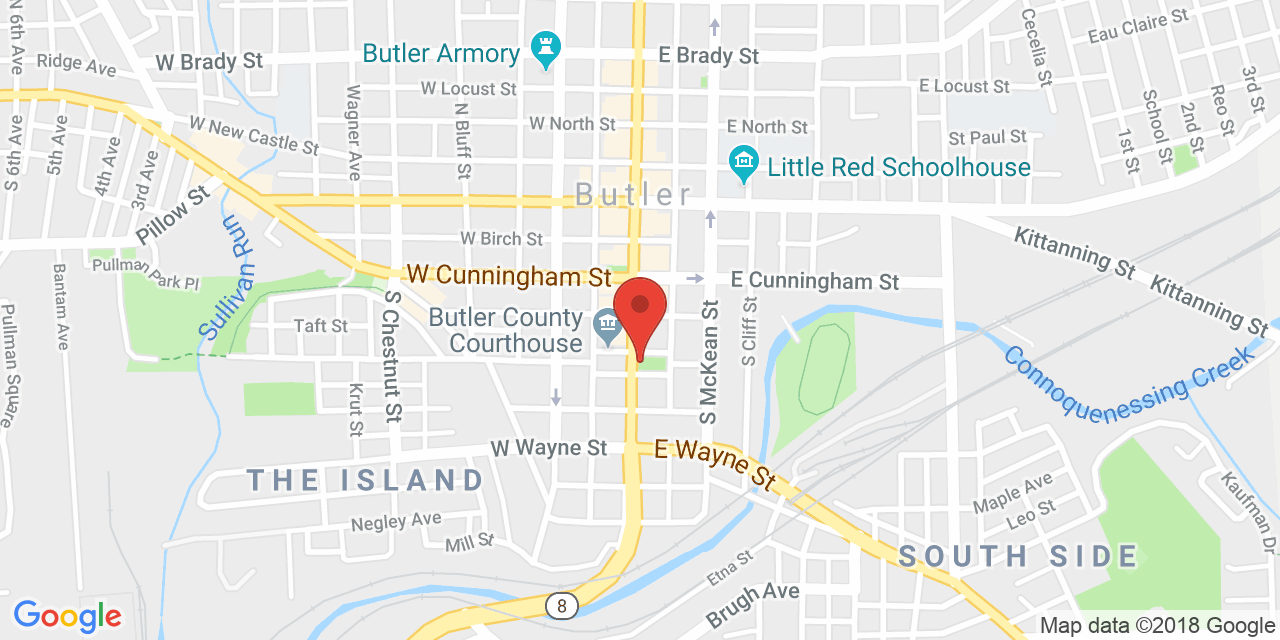 N 6th Ave
Ridge Ave
W Brady St
Butler Armory
E Brady St
Cecelia St
Eau Claire St
W Locust St
E Locust St
3rd St
Reo St
2nd St
School St
1st St
5th Ave
4th Ave
3rd Ave
S 6th Ave
W New Castle St
Wagner Ave
N Bluff St
W North St
E North St
St Paul St
Little Red Schoolhouse
Butler
Pillow St
Sullivan Run
W Birch St
Kittanning St
Kittanning St
Pullman Park Pl
Bantam Ave
Pullman Square
W Cunningham St
E Cunningham St
S Chestnut St
Taft St
Butler County
Courthouse
S McKean St
S Cliff St
Connoquenessing Creek
Krut St
W Wayne St
E Wayne St
THE ISLAND
Maple Ave
Leo St
Kaufman Dr
Negley Ave
Mill St
SOUTH SIDE
Etna St
Brugh Ave
8
Google
Map data ©2018 Google